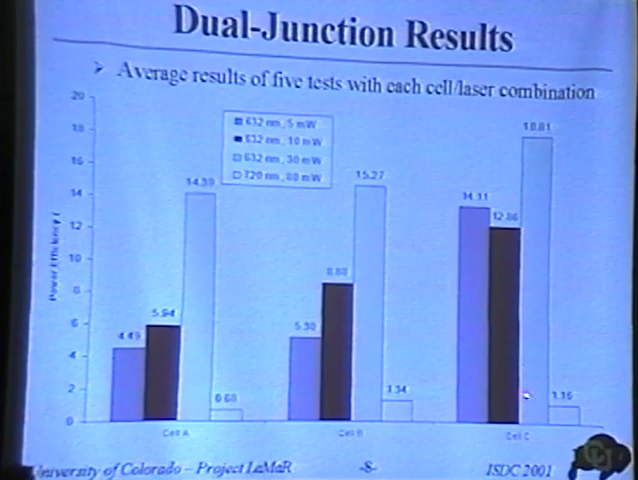 Dual-Junction Results
➢ Average results of five tests with each cell/laser combination
632 nm, 5 mW
632 nm, 10 mW
632 nm, 30 mW
720 nm, 80 mW
Power Efficiency (
20
18
16
14
12
10
8
6
4
2
0
4.49
5.94
14.39
0.68
5.30
8.88
15.27
1.34
14.11
12.86
18.81
1.16
Cell A
Cell B
Cell C
University of Colorado – Project LaMaR
-8-
ISDC 2001
CU